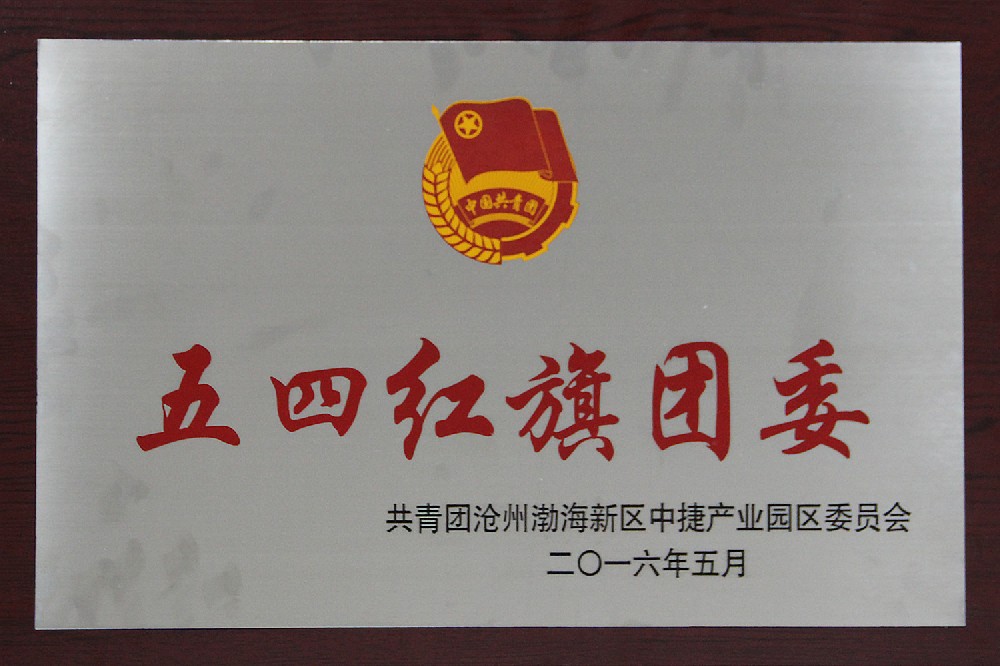 中国共青团
五四红旗团委
共青团沧州渤海新区中捷产业园区委员会
二〇一六年五月